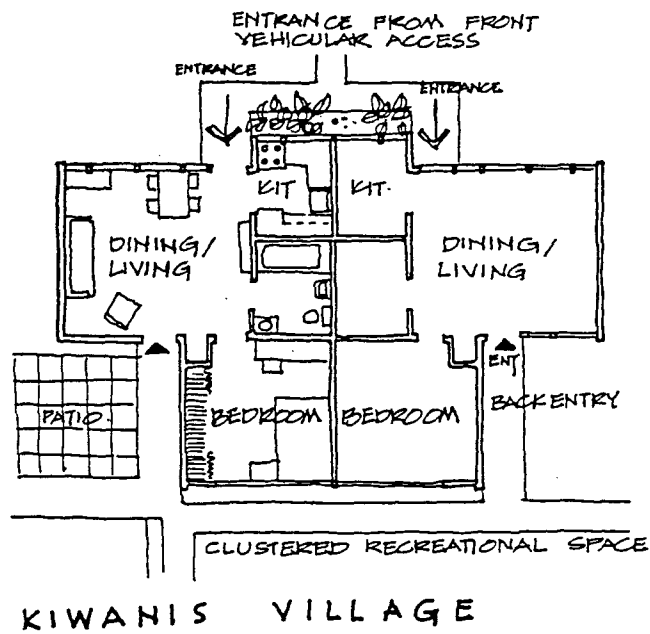 ENTRANCE FROM FRONT
VEHICULAR ACCESS
ENTRANCE
ENTRANCE
KIT
KIT.
DINING/
LIVING
DINING/
LIVING
ENT
PATIO.
BEDROOM
BEDROOM
BACK ENTRY
CLUSTERED RECREATIONAL SPACE
KIWANIS VILLAGE